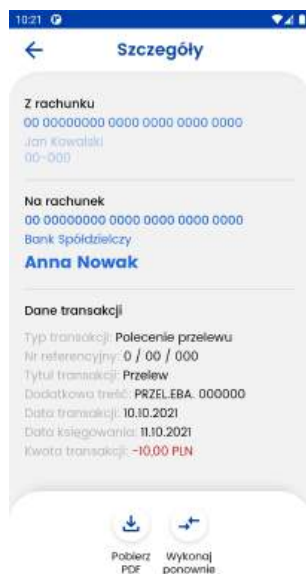 10:21
Szczegóły
Z rachunku
00 00000000 0000 0000 0000 0000
Jan Kowalski
00-000
Na rachunek
00 00000000 0000 0000 0000 0000
Bank Spółdzielczy
Anna Nowak
Dane transakcji
Typ transakcji: Polecenie przelewu
Nr referencyjny: 0 / 00 / 000
Tytuł transakcji: Przelew
Dodatkowa treść: PRZEL.EBA. 000000
Data transakcji: 10.10.2021
Data księgowania: 11.10.2021
Kwota transakcji: -10,00 PLN
Pobierz PDF
Wykonaj ponownie